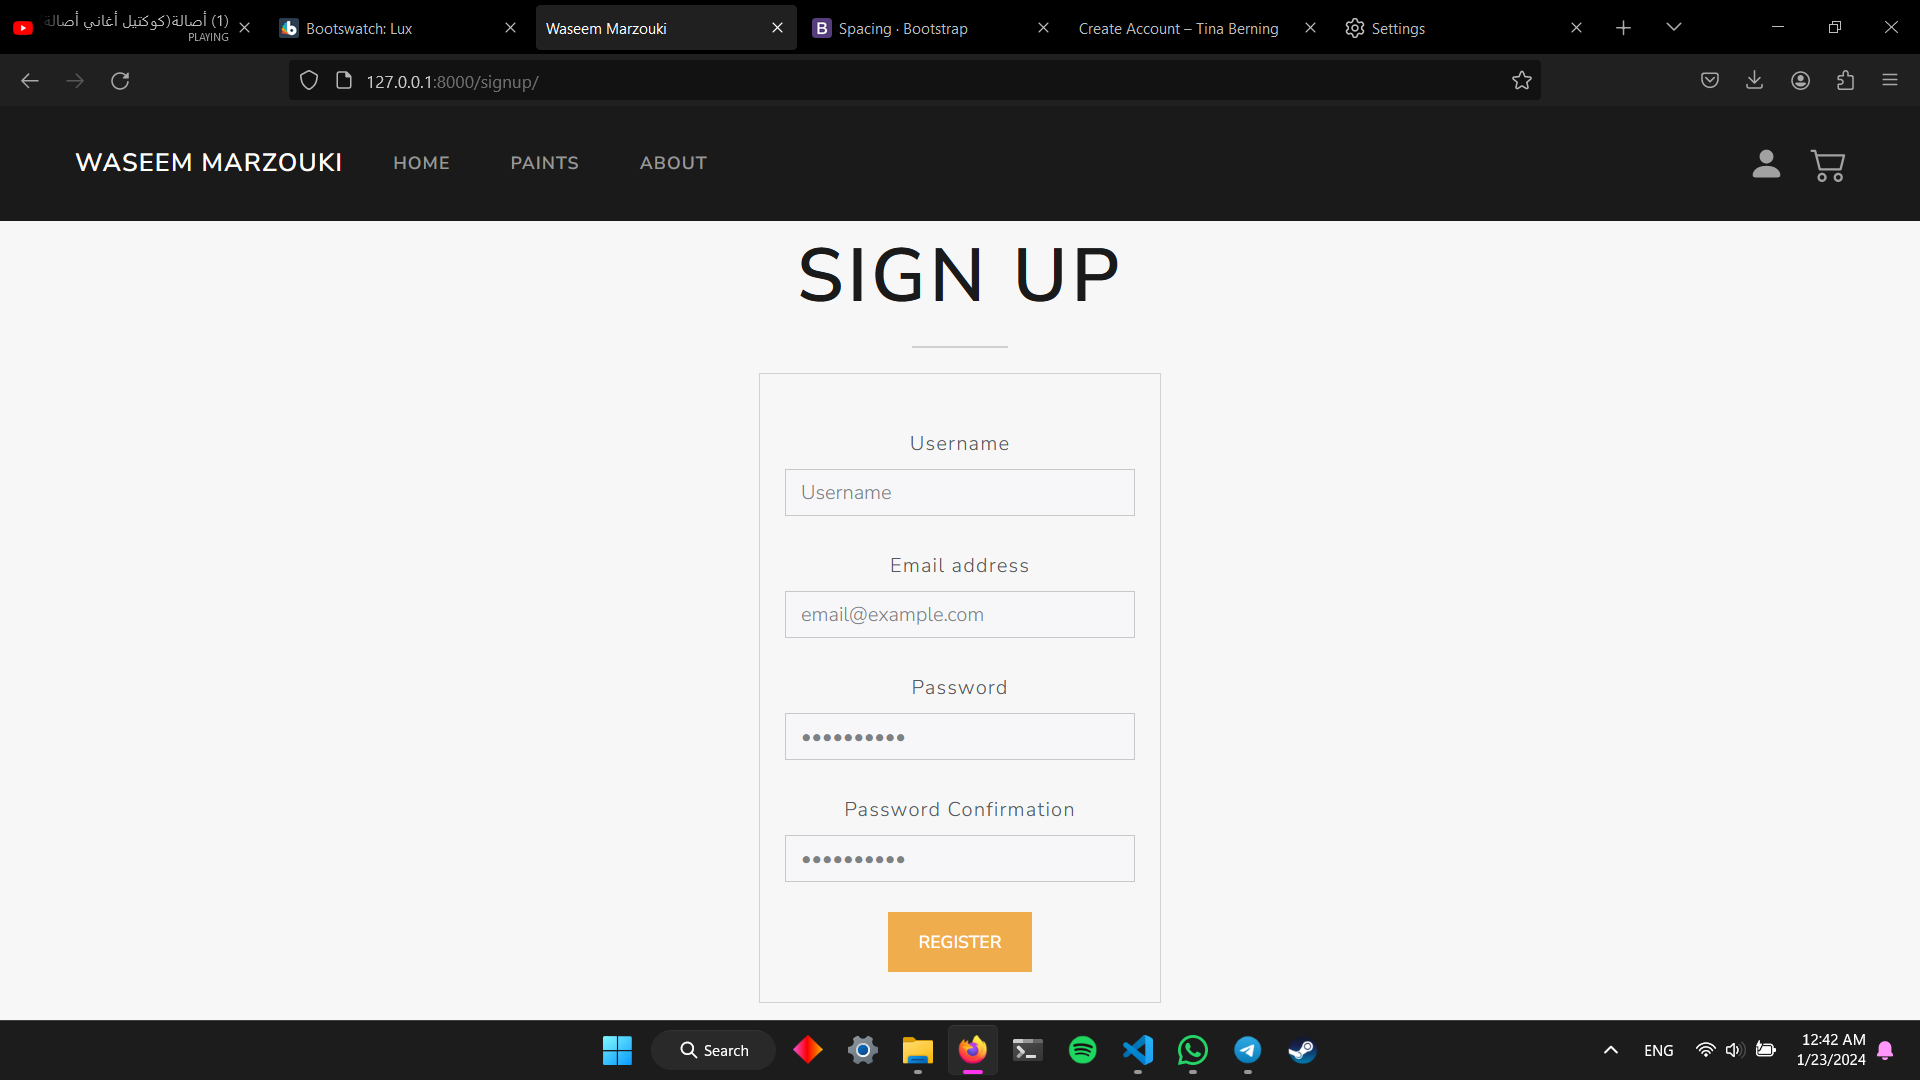 (1) أصالة(كوكتيل أغاني أصالة
PLAYING
Bootswatch: Lux
Waseem Marzouki
Spacing · Bootstrap
Create Account – Tina Berning
Settings
127.0.0.1:8000/signup/
WASEEM MARZOUKI
HOME
PAINTS
ABOUT
SIGN UP
Username
Username
Email address
email@example.com
Password
••••••••••
Password Confirmation
••••••••••
REGISTER
Search
ENG
12:42 AM
1/23/2024